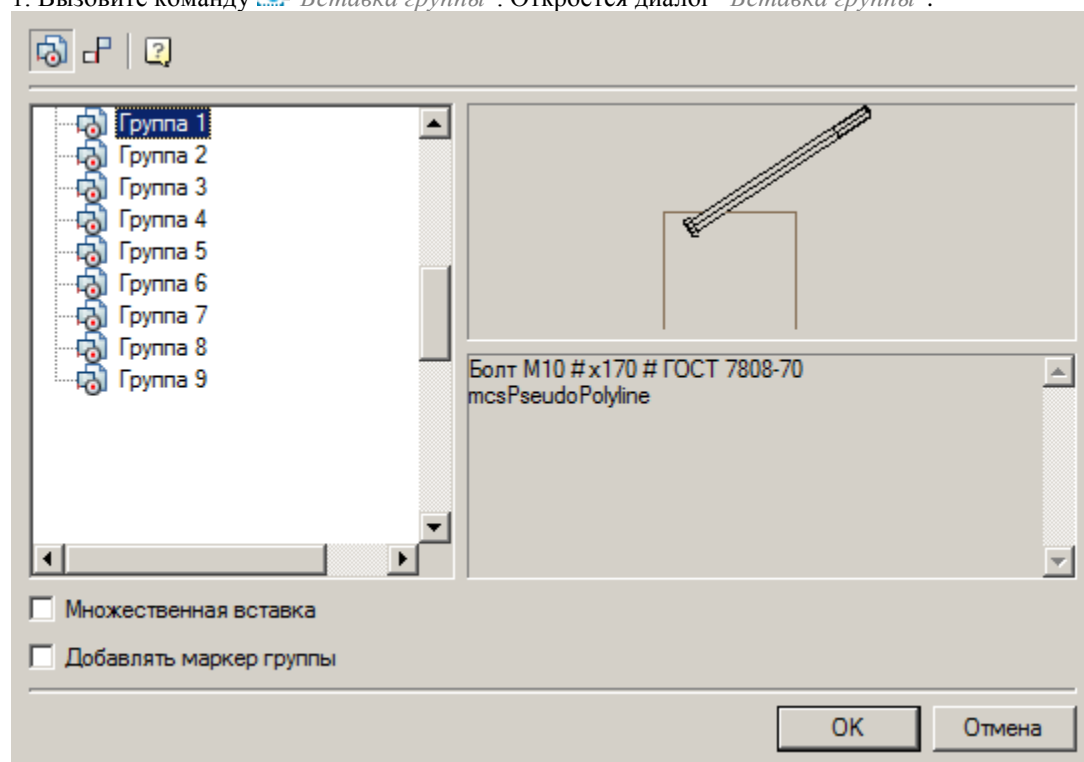 1. Вызовите команду "Вставка группы". Откроется диалог "Вставка группы":
Группа 1
Группа 2
Группа 3
Группа 4
Группа 5
Группа 6
Группа 7
Группа 8
Группа 9
Болт М10 # x170 # ГОСТ 7808-70
mcsPseudoPolyline
Множественная вставка
Добавлять маркер группы
OK Отмена